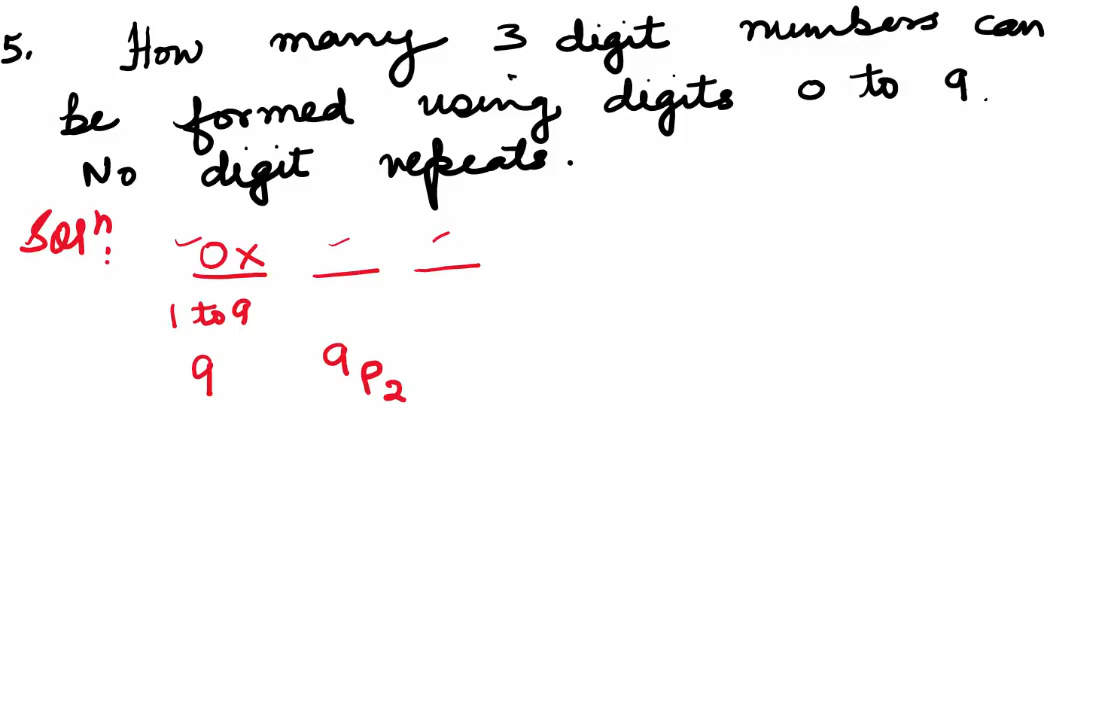 5. How many 3 digit numbers can
be formed using digits 0 to 9.
No digit repeats.
Solⁿ:
0 ×
1 to 9
9 9P2